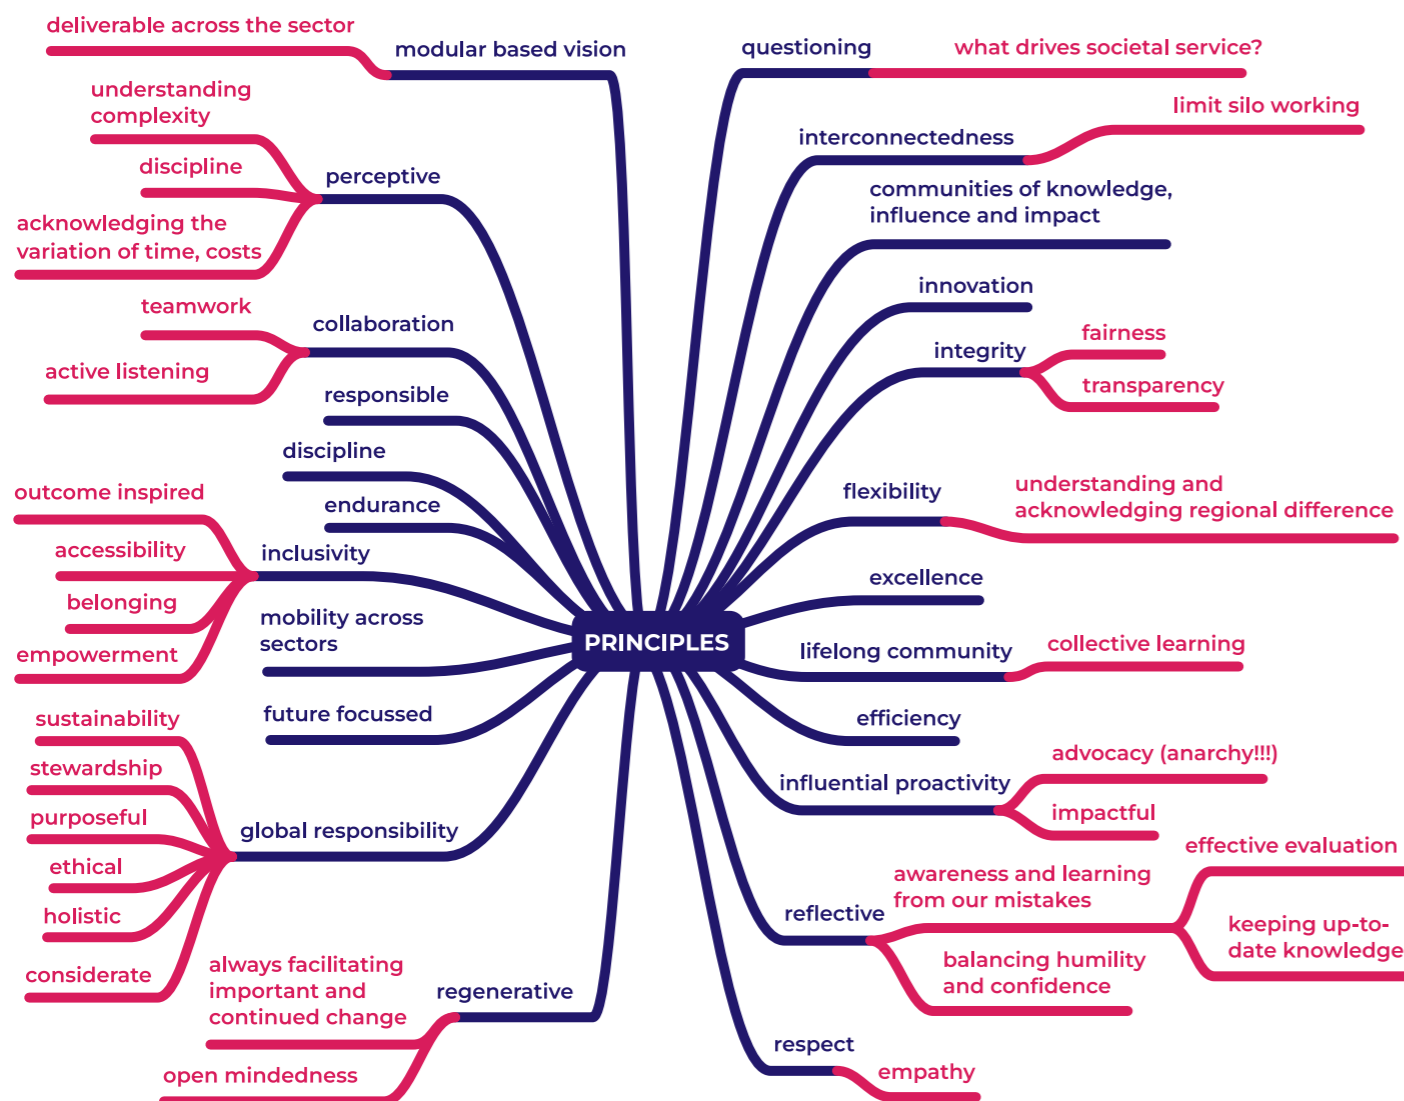 deliverable across the sector
modular based vision
understanding
complexity
discipline
acknowledging the
variation of time, costs
perceptive
teamwork
active listening
collaboration
responsible
discipline
endurance
outcome inspired
accessibility
belonging
empowerment
inclusivity
mobility across
sectors
future focussed
sustainability
stewardship
purposeful
ethical
holistic
considerate
global responsibility
always facilitating
important and
continued change
open mindedness
regenerative
PRINCIPLES
questioning
what drives societal service?
interconnectedness
limit silo working
communities of knowledge,
influence and impact
innovation
integrity
fairness
transparency
flexibility
understanding and
acknowledging regional difference
excellence
lifelong community
collective learning
efficiency
influential proactivity
advocacy (anarchy!!!)
impactful
reflective
awareness and learning
from our mistakes
effective evaluation
keeping up-to-
date knowledge
balancing humility
and confidence
respect
empathy